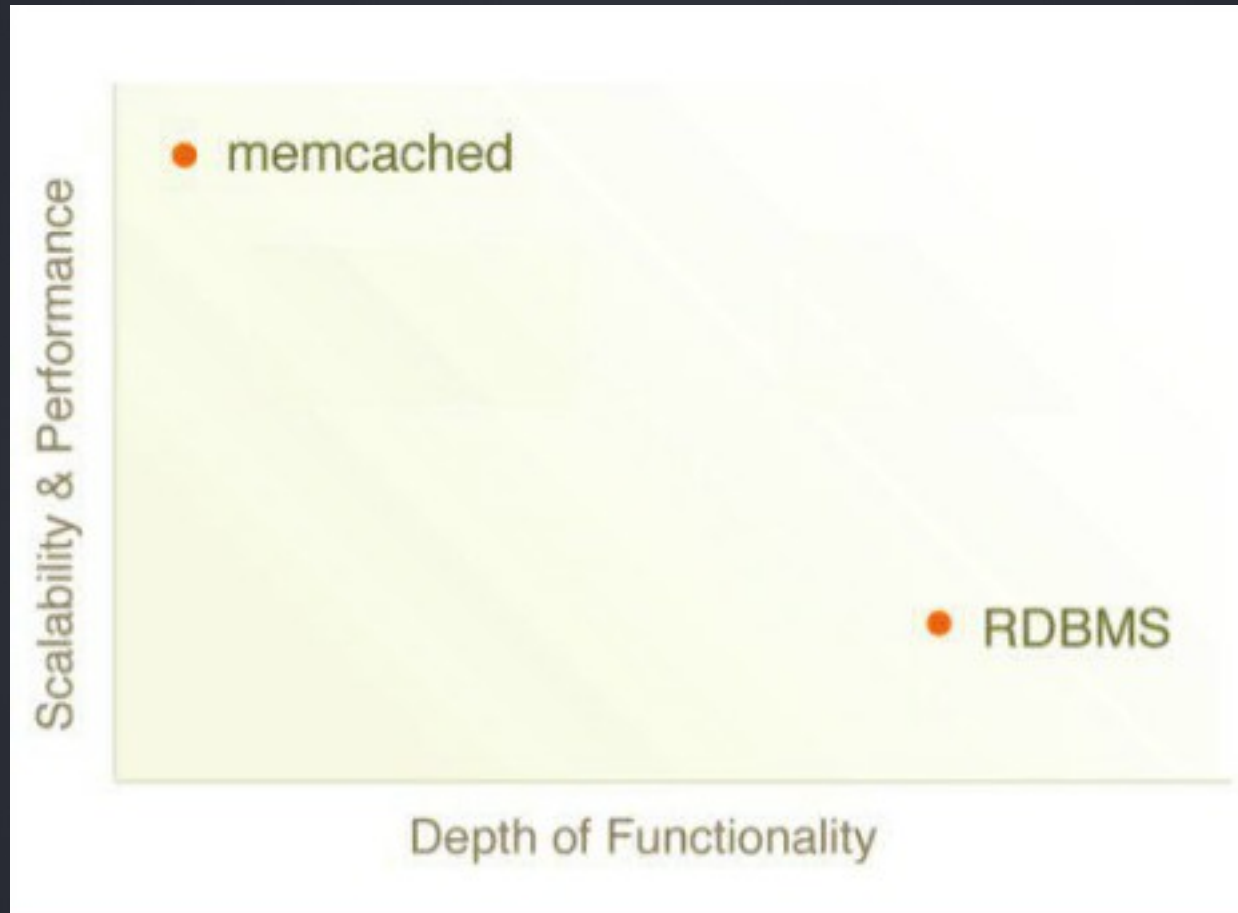 memcached
Scalability & Performance
RDBMS
Depth of Functionality